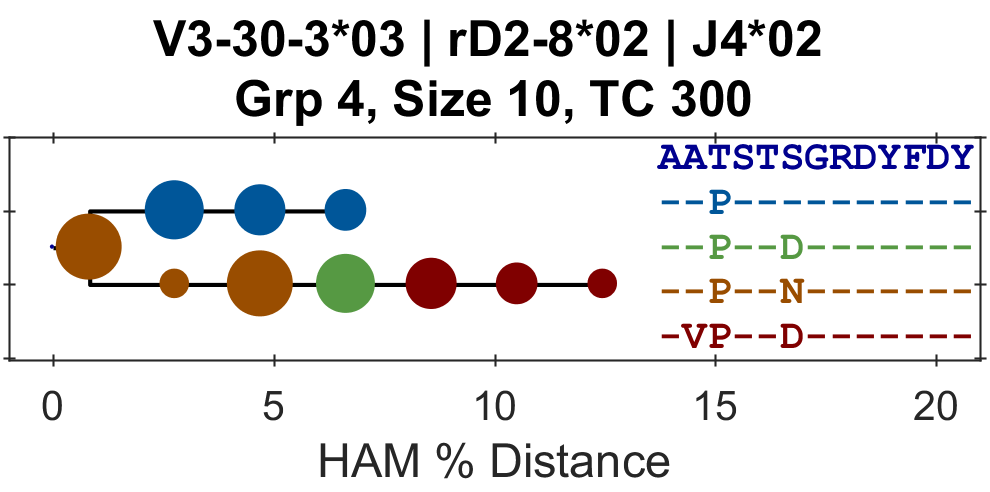 V3-30-3*03 | rD2-8*02 | J4*02
Grp 4, Size 10, TC 300
AATSTSGRDYFDY
--P----------
--P--D-------
--P--N-------
-VP--D-------
0 5 10 15 20
HAM % Distance